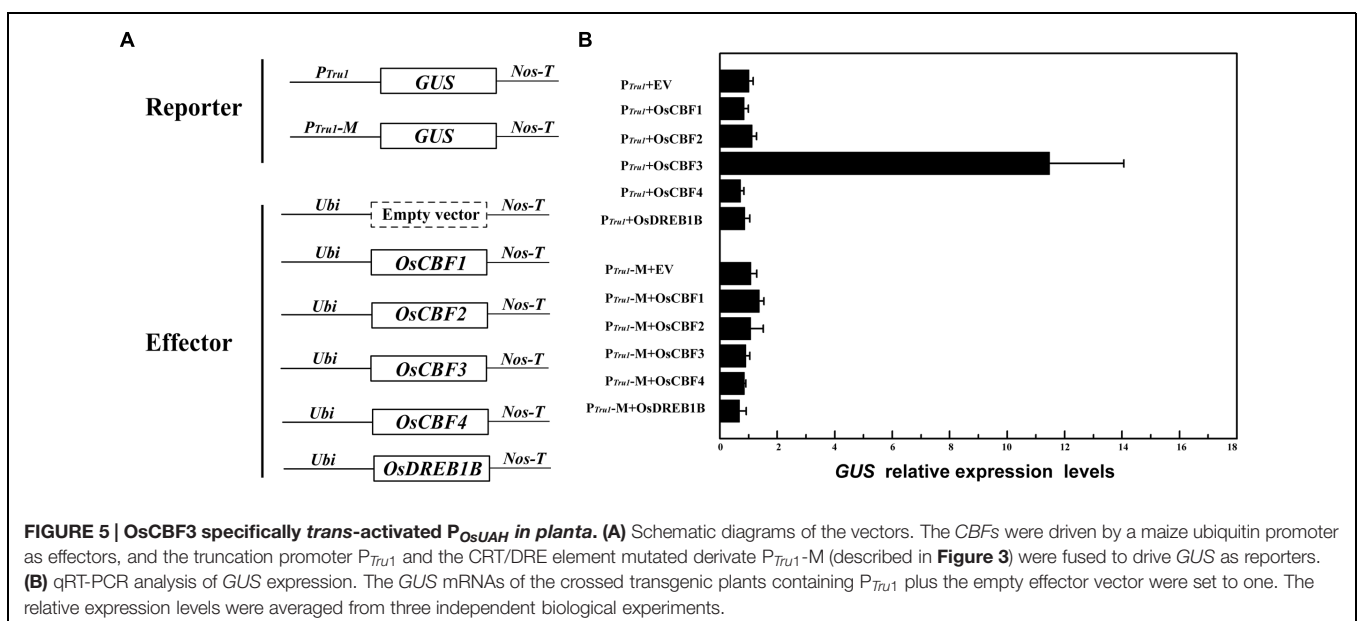 A
Reporter
PTru1 GUS Nos-T
PTru1-M GUS Nos-T
Effector
Ubi Empty vector Nos-T
Ubi OsCBF1 Nos-T
Ubi OsCBF2 Nos-T
Ubi OsCBF3 Nos-T
Ubi OsCBF4 Nos-T
Ubi OsDREB1B Nos-T
B
PTru1+EV
PTru1+OsCBF1
PTru1+OsCBF2
PTru1+OsCBF3
PTru1+OsCBF4
PTru1+OsDREB1B
PTru1-M+EV
PTru1-M+OsCBF1
PTru1-M+OsCBF2
PTru1-M+OsCBF3
PTru1-M+OsCBF4
PTru1-M+OsDREB1B
0 2 4 6 8 10 12 14 16 18
GUS relative expression levels
FIGURE 5 | OsCBF3 specifically trans-activated POsUAH in planta. (A) Schematic diagrams of the vectors. The CBFs were driven by a maize ubiquitin promoter
as effectors, and the truncation promoter PTru1 and the CRT/DRE element mutated derivate PTru1-M (described in Figure 3) were fused to drive GUS as reporters.
(B) qRT-PCR analysis of GUS expression. The GUS mRNAs of the crossed transgenic plants containing PTru1 plus the empty effector vector were set to one. The
relative expression levels were averaged from three independent biological experiments.